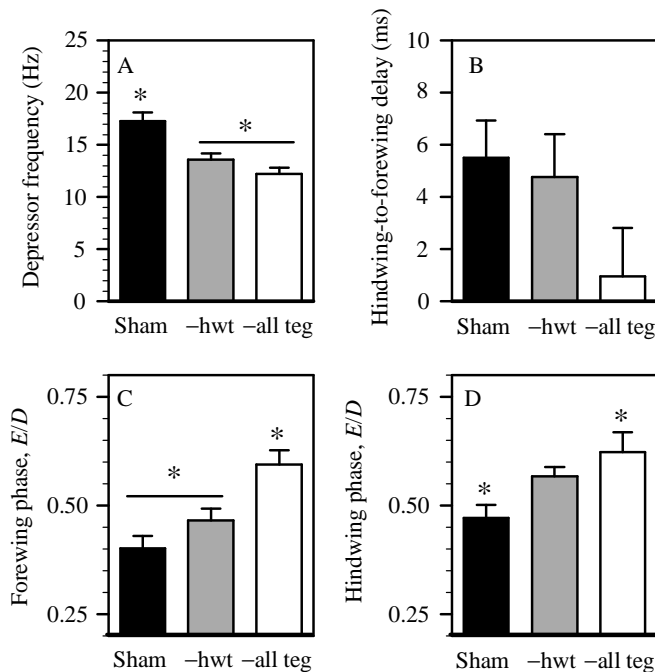 Depressor frequency (Hz)
25
20
15
10
5
0
A
*
*
Sham
–hwt
–all teg
Hindwing-to-forewing delay (ms)
10
8
6
4
2
0
B
Sham
–hwt
–all teg
Forewing phase, E/D
0.75
0.50
0.25
C
*
*
Sham
–hwt
–all teg
Hindwing phase, E/D
0.75
0.50
0.25
D
*
*
Sham
–hwt
–all teg